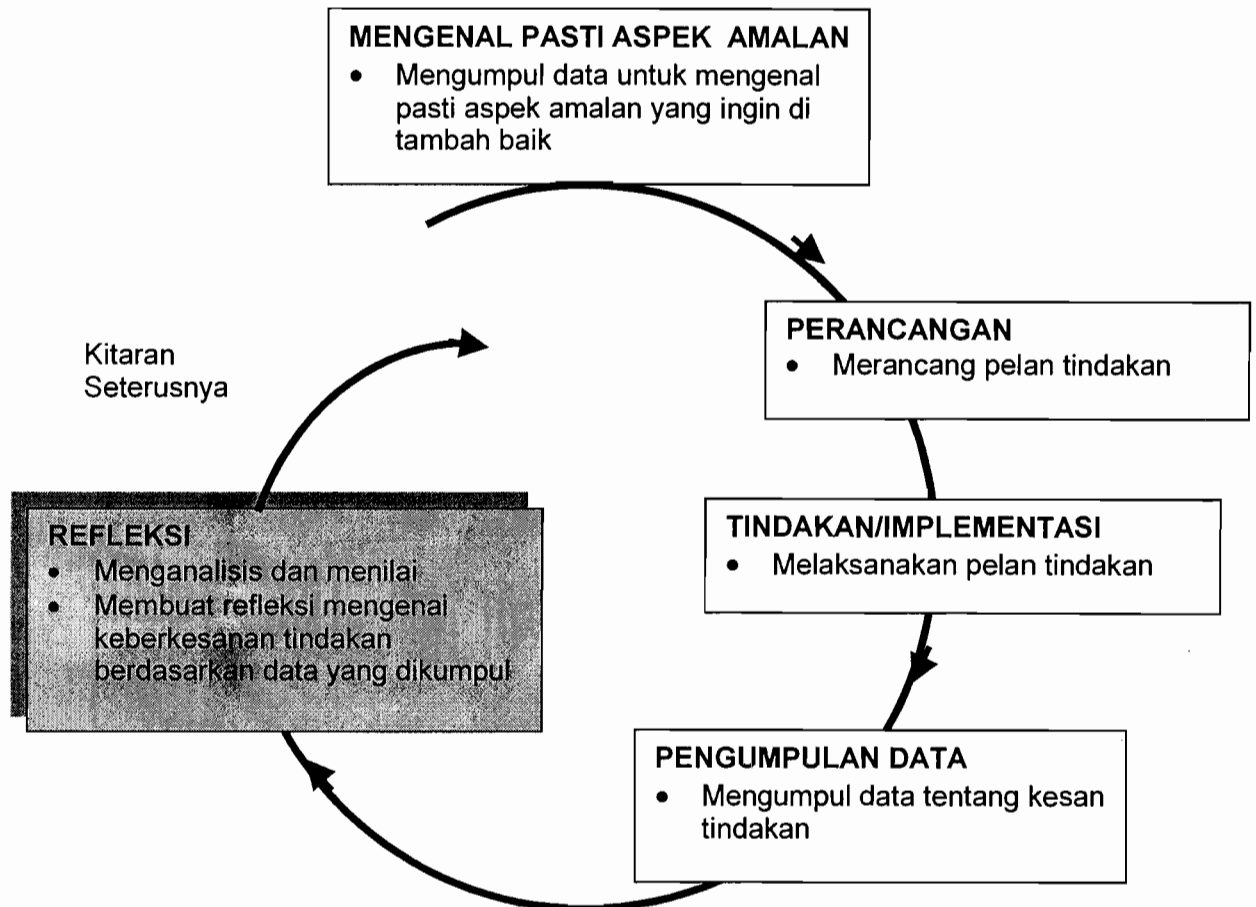 MENGENAL PASTI ASPEK AMALAN
• Mengumpul data untuk mengenal
pasti aspek amalan yang ingin di
tambah baik
PERANCANGAN
• Merancang pelan tindakan
Kitaran
Seterusnya
TINDAKAN/IMPLEMENTASI
• Melaksanakan pelan tindakan
REFLEKSI
• Menganalisis dan menilai
• Membuat refleksi mengenai
keberkesanan tindakan
berdasarkan data yang dikumpul
PENGUMPULAN DATA
• Mengumpul data tentang kesan
tindakan